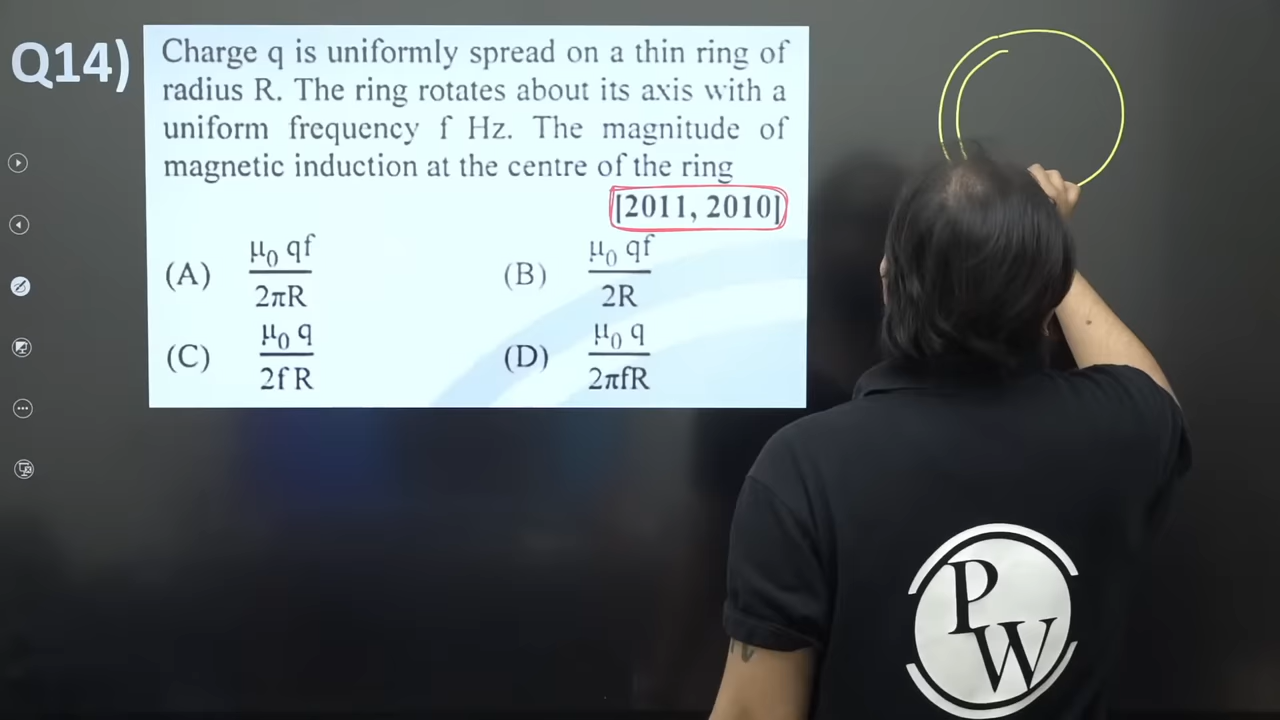 Q14)
Charge q is uniformly spread on a thin ring of
radius R. The ring rotates about its axis with a
uniform frequency f Hz. The magnitude of
magnetic induction at the centre of the ring
[2011, 2010]
(A) μ₀ qf / 2πR
(B) μ₀ qf / 2R
(C) μ₀ q / 2f R
(D) μ₀ q / 2πfR
P
W